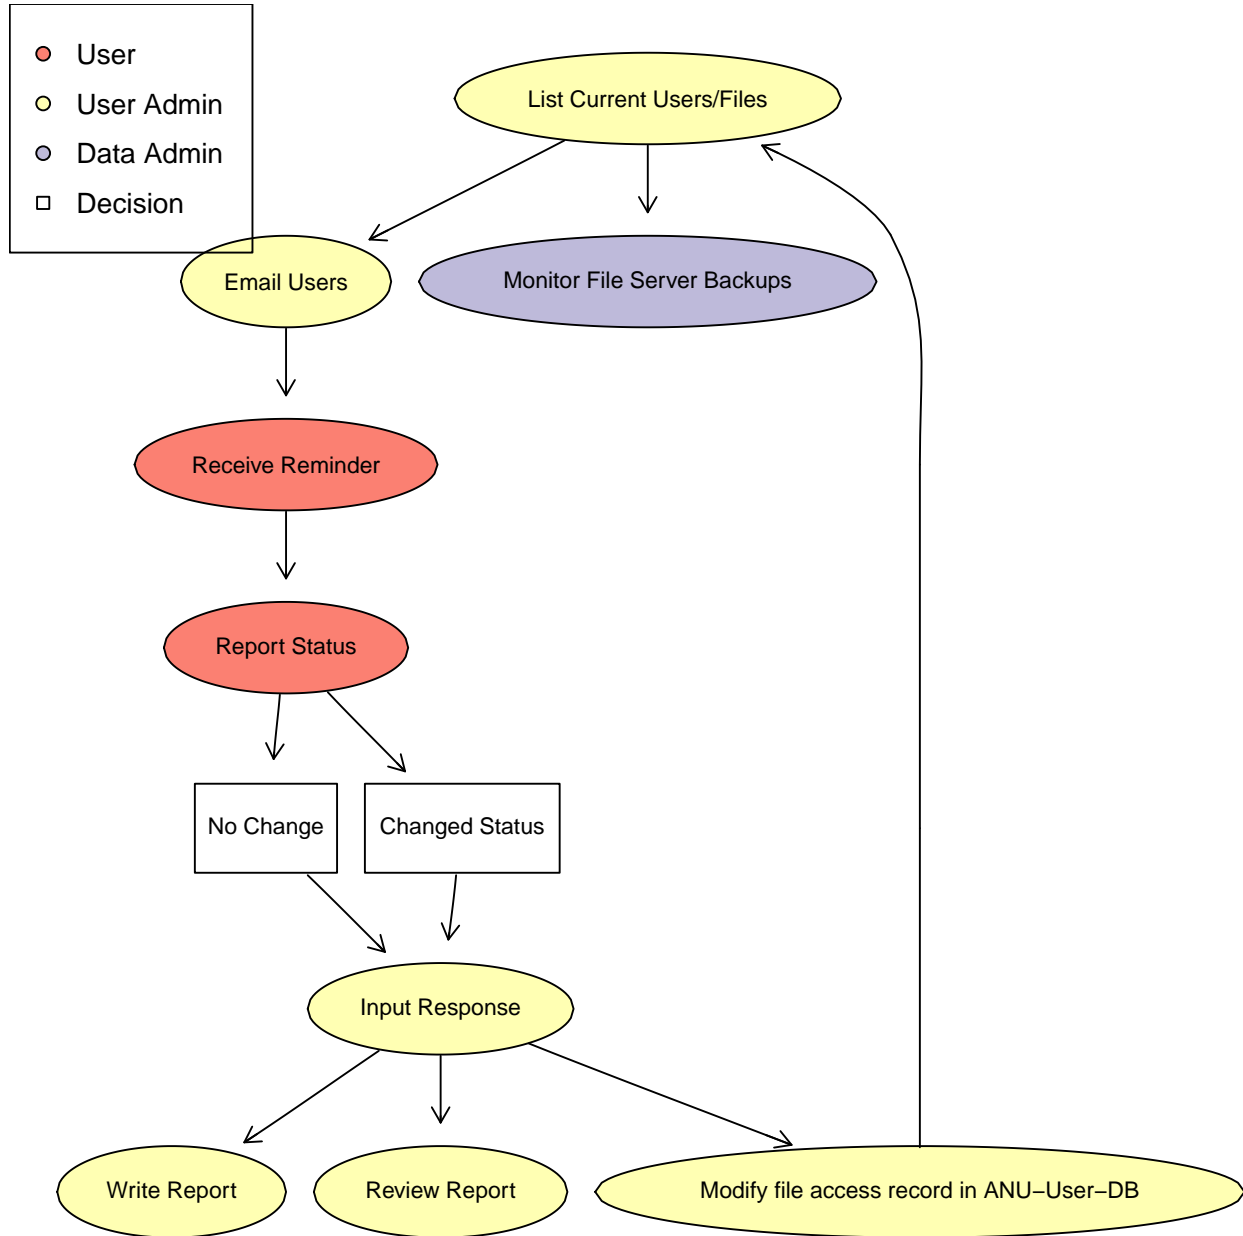 User
User Admin
Data Admin
Decision
List Current Users/Files
Email Users
Monitor File Server Backups
Receive Reminder
Report Status
No Change
Changed Status
Input Response
Write Report
Review Report
Modify file access record in ANU−User−DB